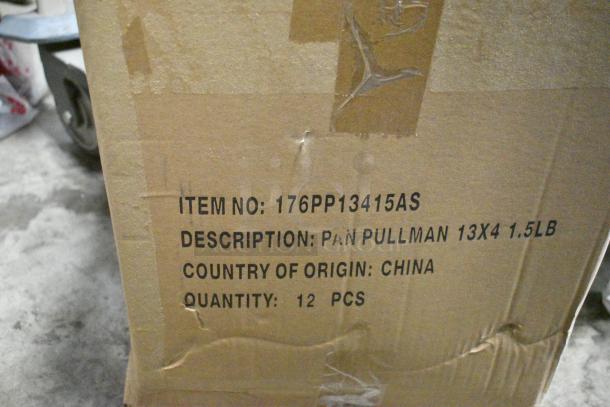 ITEM NO: 176PP13415AS
DESCRIPTION: PAN PULLMAN 13X4 1.5LB
COUNTRY OF ORIGIN: CHINA
QUANTITY: 12 PCS